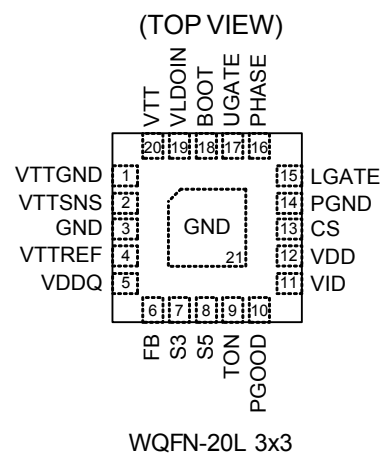 (TOP VIEW)
VTT
VLDOIN
BOOT
UGATE
PHASE
20 19 18 17 16
VTTGND 1
VTTSNS 2
GND 3
VTTREF 4
VDDQ 5
GND
21
15 LGATE
14 PGND
13 CS
12 VDD
11 VID
6 7 8 9 10
FB
S3
S5
TON
PGOOD
WQFN-20L 3x3